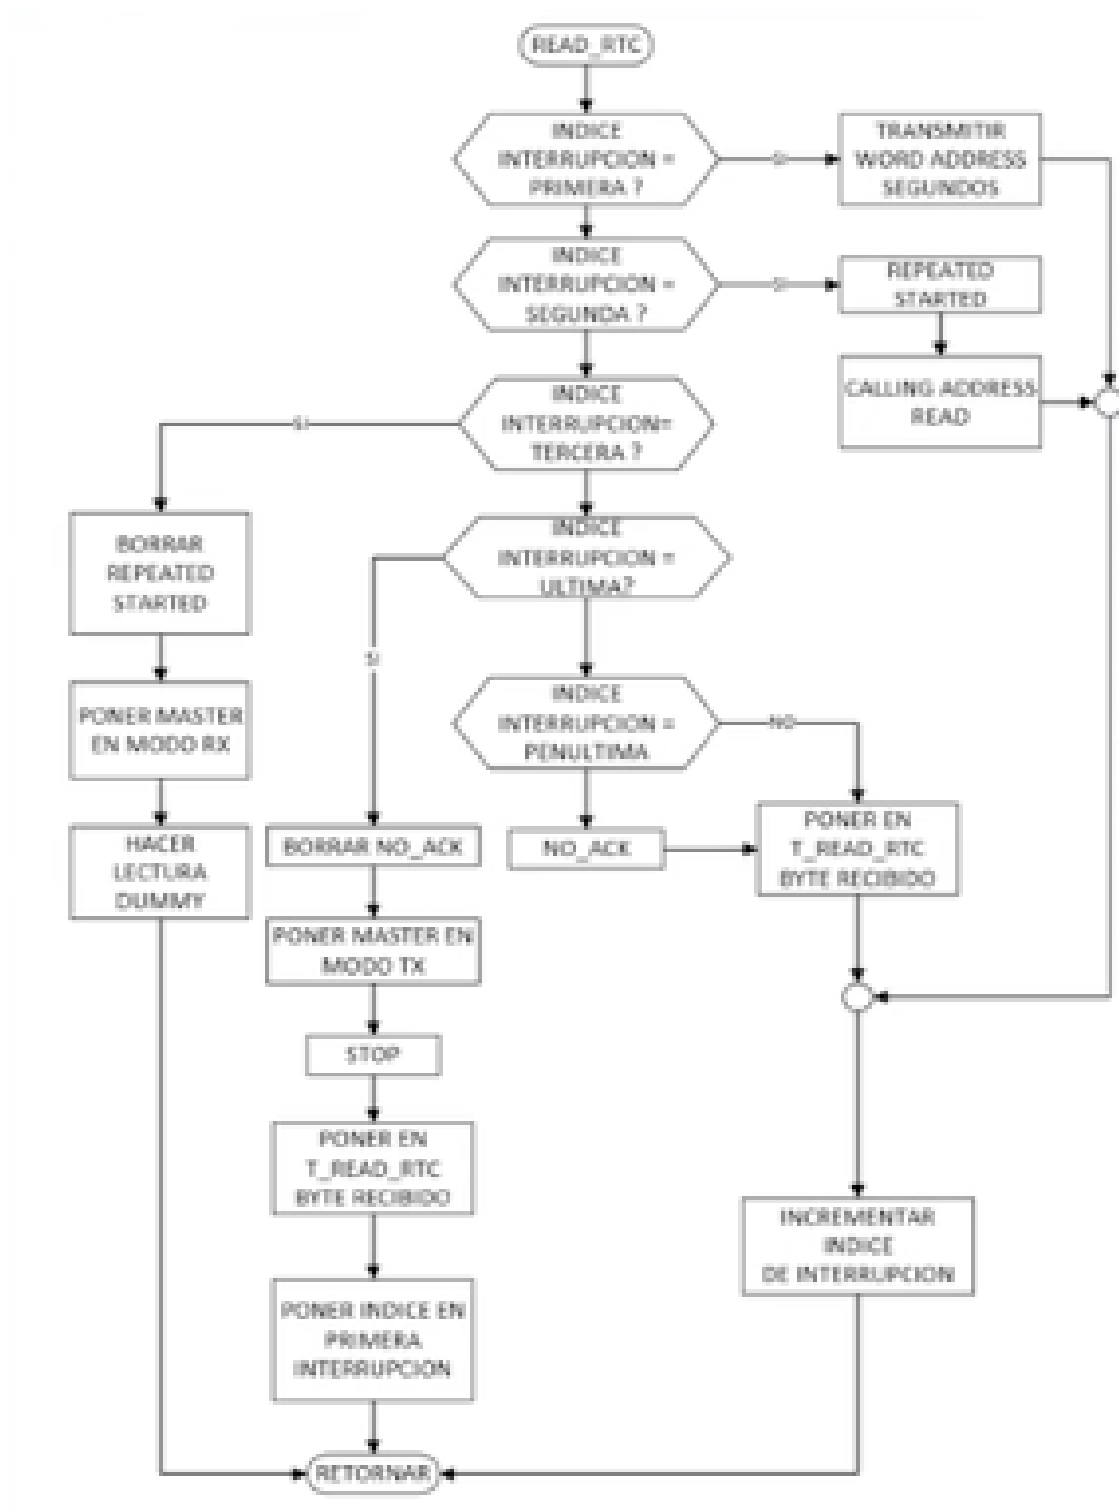 READ_RTC
INDICE
INTERRUPCION =
PRIMERA ?
SI
TRANSMITIR
WORD ADDRESS
SEGUNDOS
INDICE
INTERRUPCION =
SEGUNDA ?
SI
REPEATED
STARTED
CALLING ADDRESS
READ
INDICE
INTERRUPCION=
TERCERA ?
SI
BORRAR
REPEATED
STARTED
PONER MASTER
EN MODO RX
HACER
LECTURA
DUMMY
INDICE
INTERRUPCION =
ULTIMA?
SI
BORRAR NO_ACK
PONER MASTER EN
MODO TX
STOP
PONER EN
T_READ_RTC
BYTE RECIBIDO
PONER INDICE EN
PRIMERA
INTERRUPCION
INDICE
INTERRUPCION =
PENULTIMA
NO
NO_ACK
PONER EN
T_READ_RTC
BYTE RECIBIDO
INCREMENTAR
INDICE
DE INTERRUPCION
RETORNAR